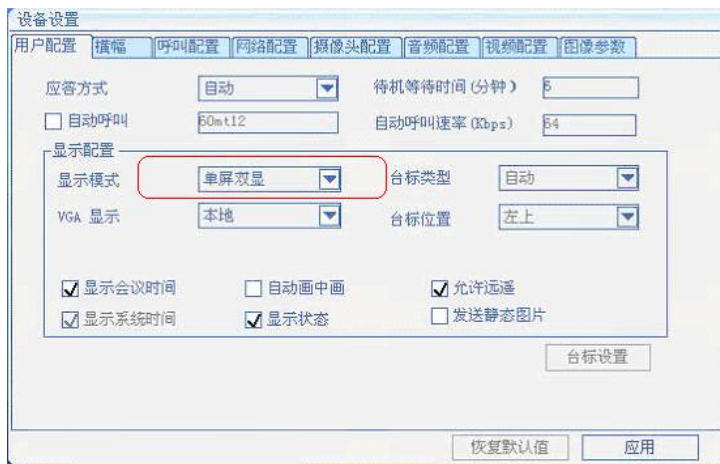 设备设置
用户配置 横幅 呼叫配置 网络配置 摄像头配置 音频配置 视频配置 图像参数
应答方式 自动 待机等待时间(分钟) 6
自动呼叫 60mt12 自动呼叫速率(Kbps) 64
显示配置
显示模式 单屏双显 台标类型 自动
VGA 显示 本地 台标位置 左上
显示会议时间 自动画中画 允许远遥
显示系统时间 显示状态 发送静态图片
台标设置
恢复默认值 应用